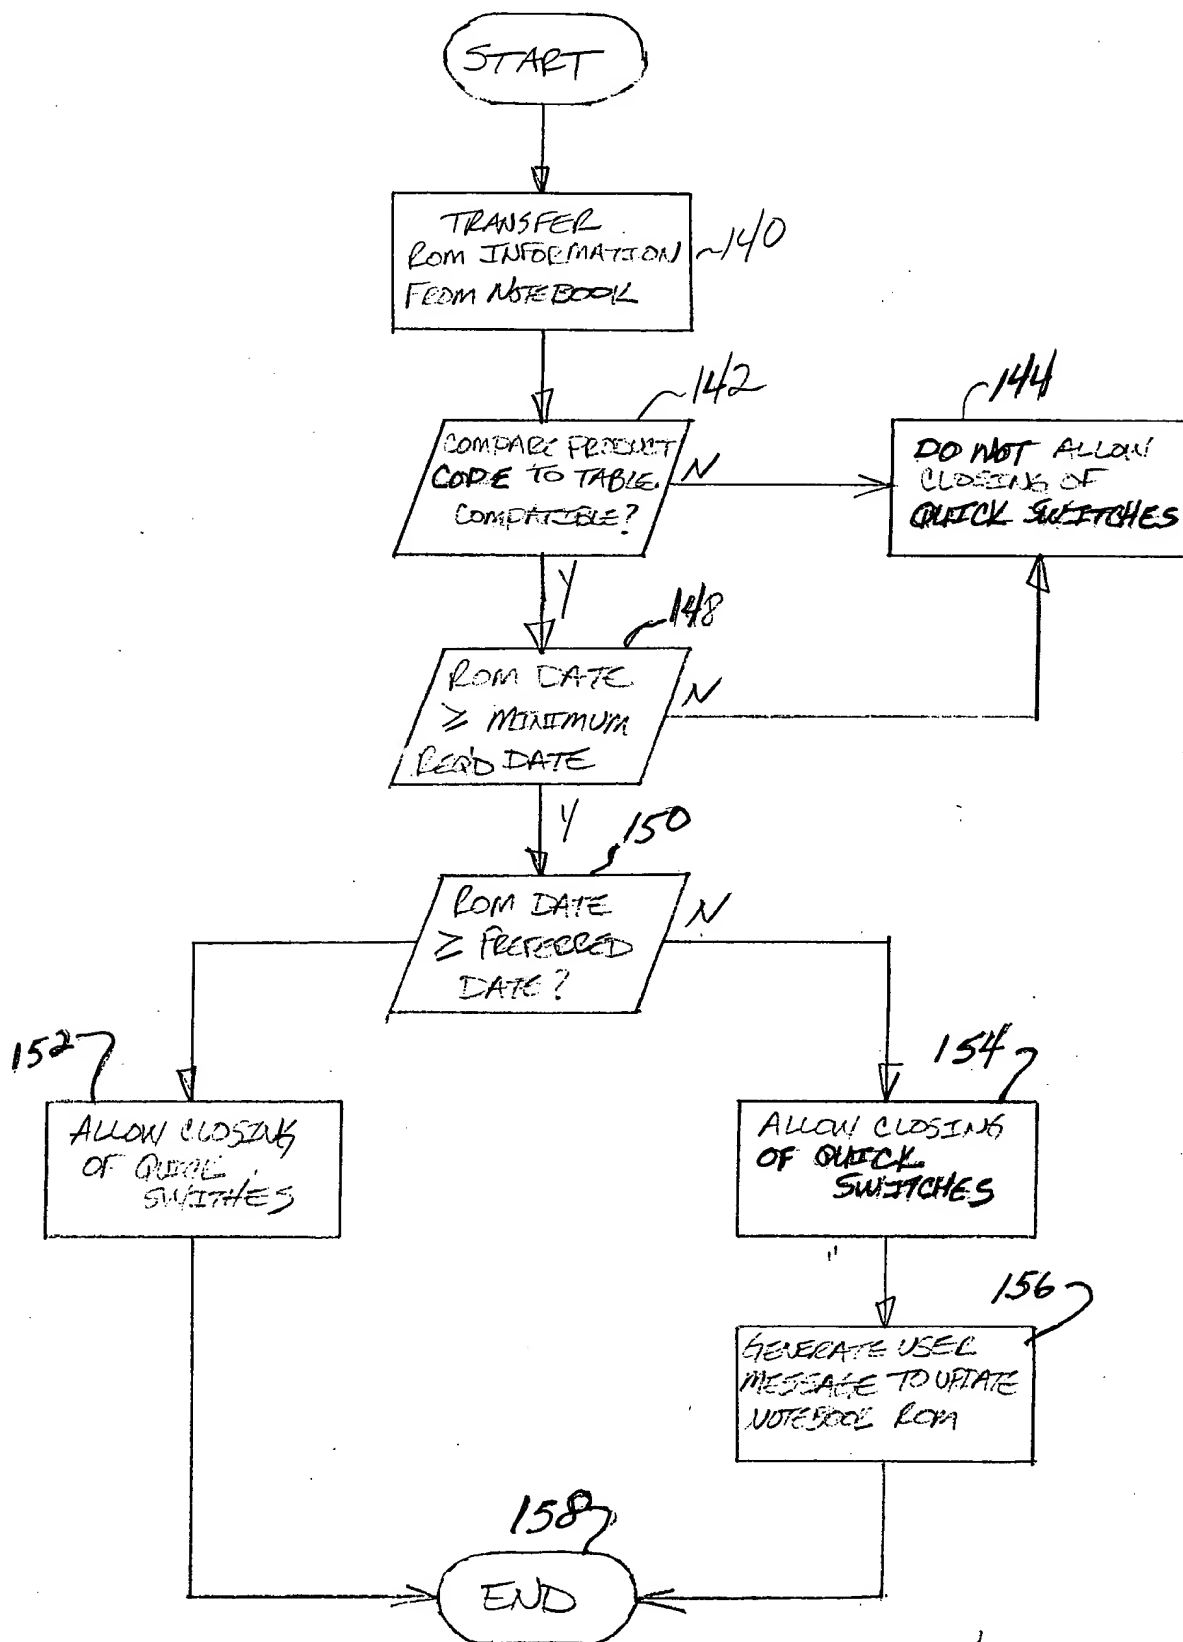 START
TRANSFER
ROM INFORMATION
FROM NOTEBOOK
140
142
COMPARE PRODUCT
CODE TO TABLE.
COMPATIBLE?
N
144
DO NOT ALLOW
CLOSING OF
QUICK SWITCHES
Y
148
ROM DATE
≥ MINIMUM
REQ'D DATE
N
Y
150
ROM DATE
≥ PREFERRED
DATE?
N
152
ALLOW CLOSING
OF QUICK
SWITHES
154
ALLOW CLOSING
OF QUICK
SWITCHES
156
GENERATE USER
MESSAGE TO UPDATE
NOTEBOOK ROM
158
END